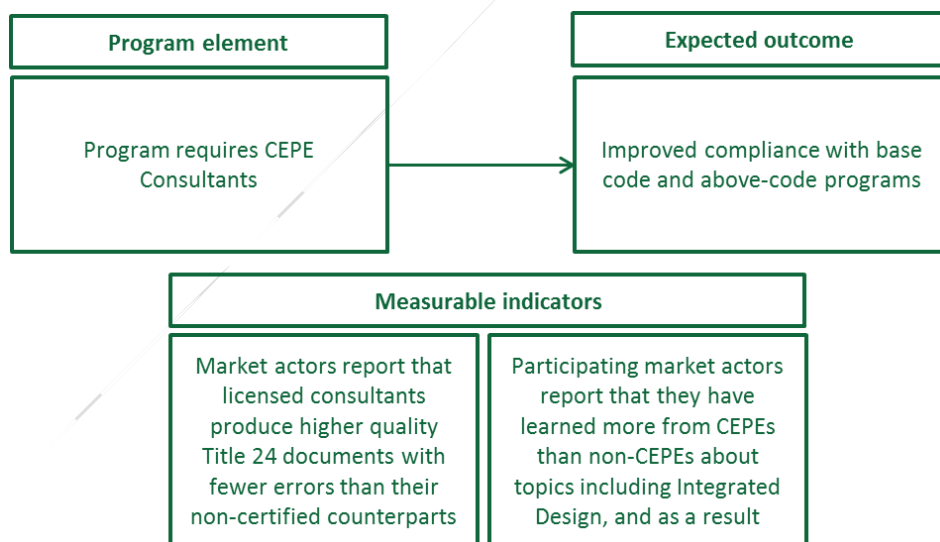 Program element
Expected outcome
Program requires CEPE
Consultants
Improved compliance with base
code and above-code programs
Measurable indicators
Market actors report that
licensed consultants
produce higher quality
Title 24 documents with
fewer errors than their
non-certified counterparts
Participating market actors
report that they have
learned more from CEPEs
than non-CEPEs about
topics including Integrated
Design, and as a result